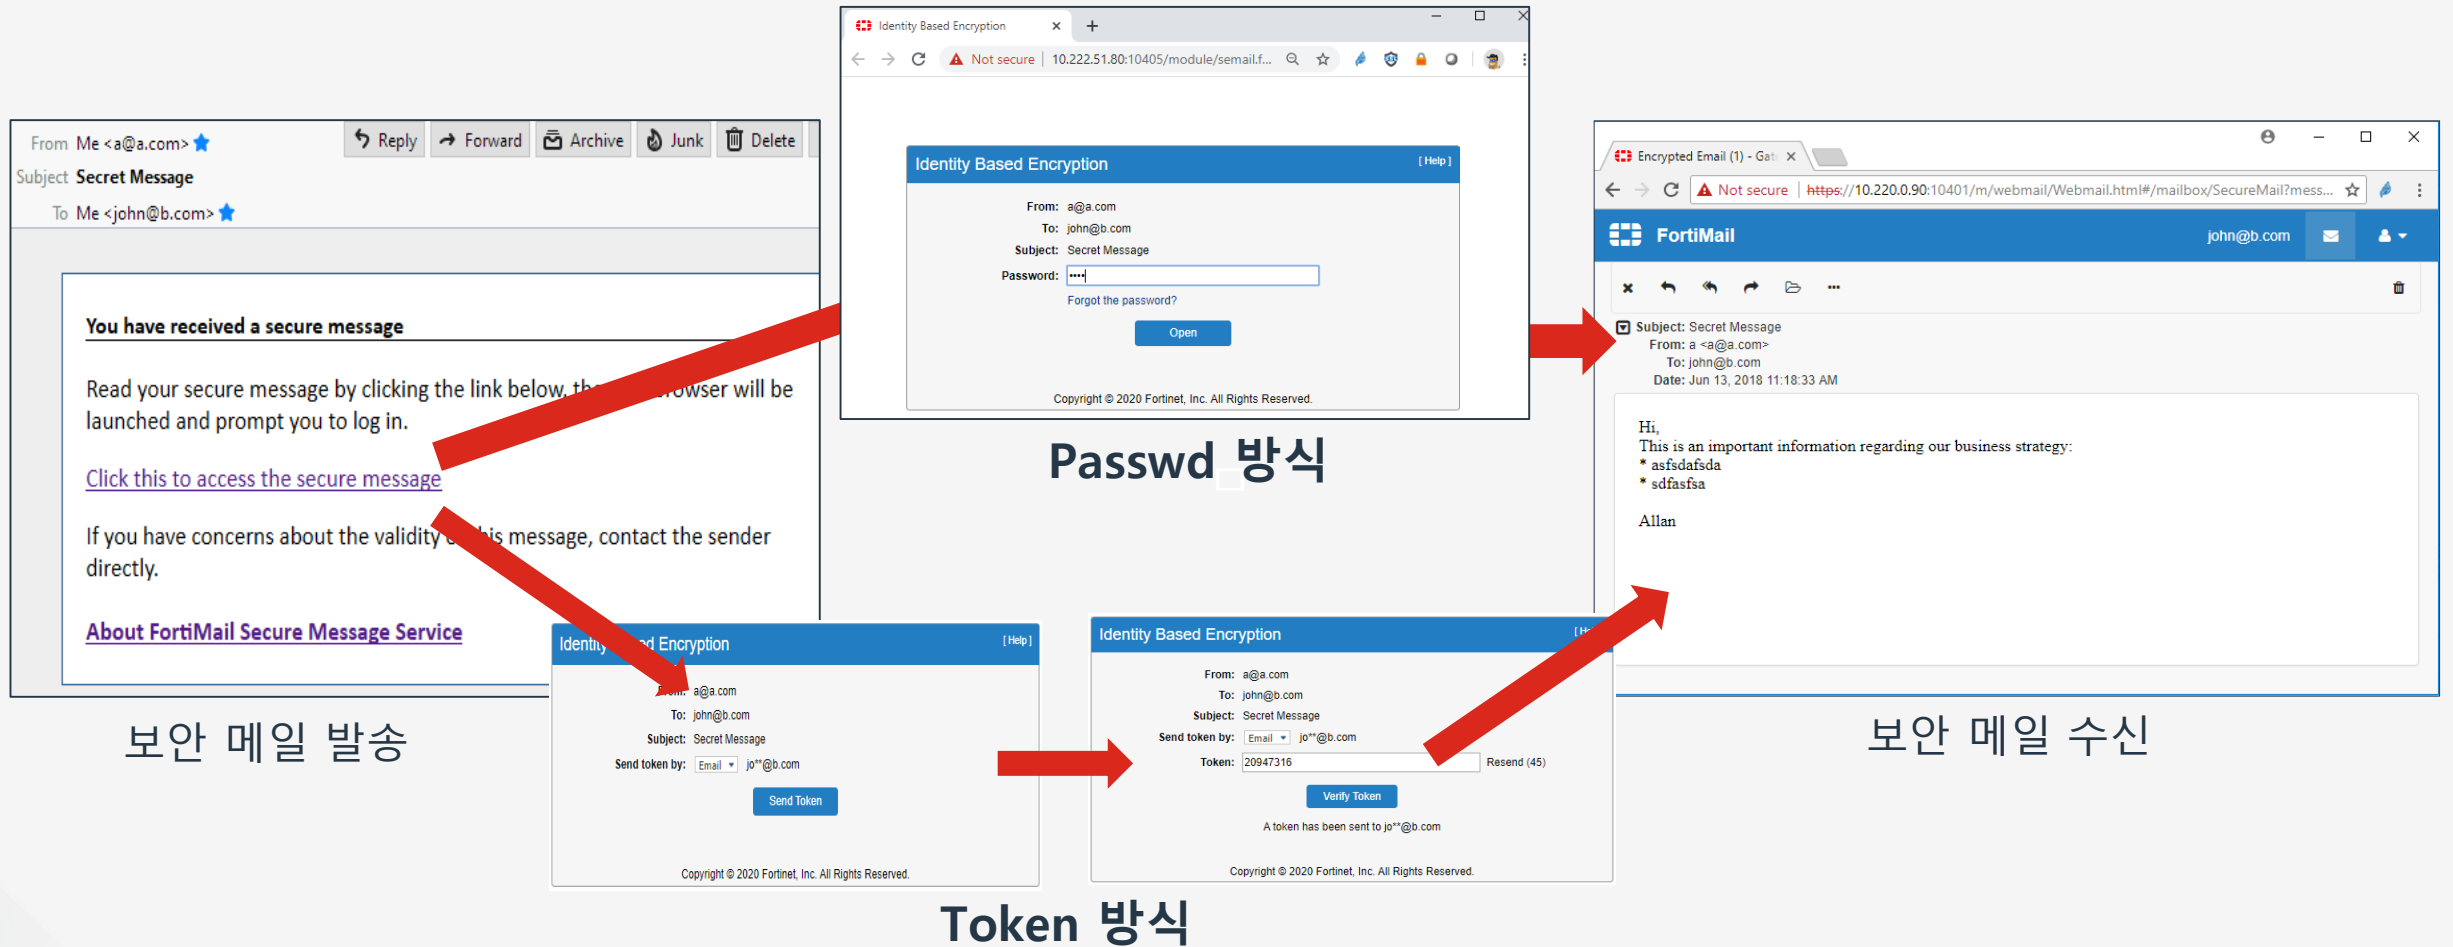 From Me <a@a.com>
Reply Forward Archive Junk Delete
Subject Secret Message
To Me <john@b.com>
You have received a secure message
Read your secure message by clicking the link below, browser will be
launched and prompt you to log in.
Click this to access the secure message
If you have concerns about the validity this message, contact the sender
directly.
About FortiMail Secure Message Service
보안 메일 발송
Identity Based Encryption
Not secure 10.222.51.80:10405/module/semail.f...
Identity Based Encryption [ Help ]
From: a@a.com
To: john@b.com
Subject: Secret Message
Password: ••••
Forgot the password?
Open
Copyright © 2020 Fortinet, Inc. All Rights Reserved.
Passwd 방식
Identity Encryption [ Help ]
From: a@a.com
To: john@b.com
Subject: Secret Message
Send token by: Email jo**@b.com
Send Token
Copyright © 2020 Fortinet, Inc. All Rights Reserved.
Identity Based Encryption
From: a@a.com
To: john@b.com
Subject: Secret Message
Send token by: Email jo**@b.com
Token: 20947316 Resend (45)
Verify Token
A token has been sent to jo**@b.com
Copyright © 2020 Fortinet, Inc. All Rights Reserved.
Token 방식
Encrypted Email (1) - Gat
Not secure https://10.220.0.90:10401/m/webmail/Webmail.html#/mailbox/SecureMail?mess...
FortiMail john@b.com
Subject: Secret Message
From: a <a@a.com>
To: john@b.com
Date: Jun 13, 2018 11:18:33 AM
Hi,
This is an important information regarding our business strategy:
* asfsdafsda
* sdfasfsa
Allan
보안 메일 수신